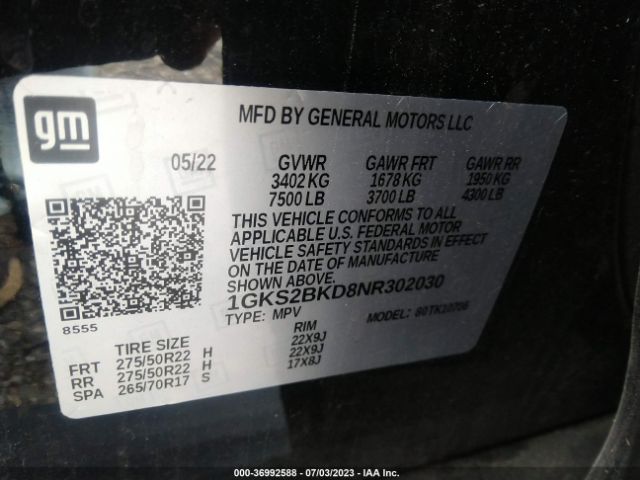 gm
MFD BY GENERAL MOTORS LLC
05/22 GVWR GAWR FRT GAWR RR
3402 KG 1678 KG 1950 KG
7500 LB 3700 LB 4300 LB
THIS VEHICLE CONFORMS TO ALL
APPLICABLE U.S. FEDERAL MOTOR
VEHICLE SAFETY STANDARDS IN EFFECT
ON THE DATE OF MANUFACTURE
SHOWN ABOVE.
1GKS2BKD8NR302030
8555
TYPE: MPV MODEL:
TIRE SIZE RIM
FRT 275/50R22 H 22X9J
RR 275/50R22 H 22X9J
SPA 265/70R17 S 17X8J
000-36992588 - 07/03/2023 - IAA Inc.